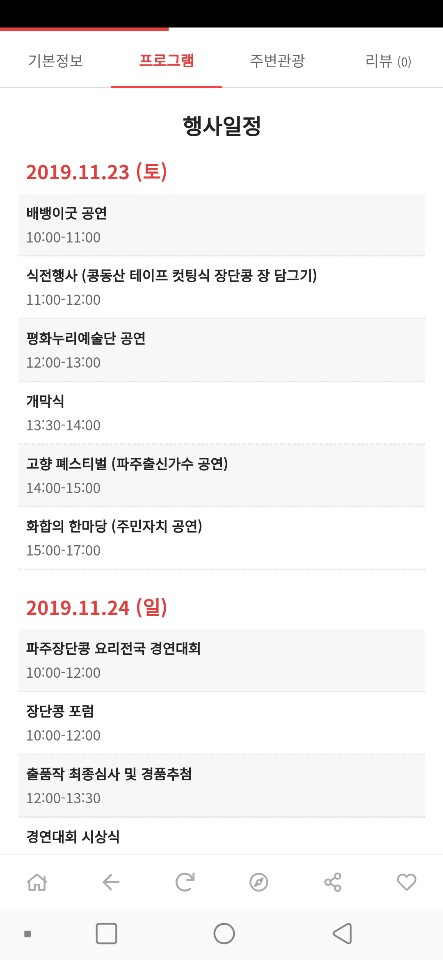 기본정보 프로그램 주변관광 리뷰 (0)
행사일정
2019.11.23 (토)
배뱅이굿 공연
10:00-11:00
식전행사 (콩동산 테이프 컷팅식 장단콩 장 담그기)
11:00-12:00
평화누리예술단 공연
12:00-13:00
개막식
13:30-14:00
고향 페스티벌 (파주출신가수 공연)
14:00-15:00
화합의 한마당 (주민자치 공연)
15:00-17:00
2019.11.24 (일)
파주장단콩 요리전국 경연대회
10:00-12:00
장단콩 포럼
10:00-12:00
출품작 최종심사 및 경품추첨
12:00-13:30
경연대회 시상식